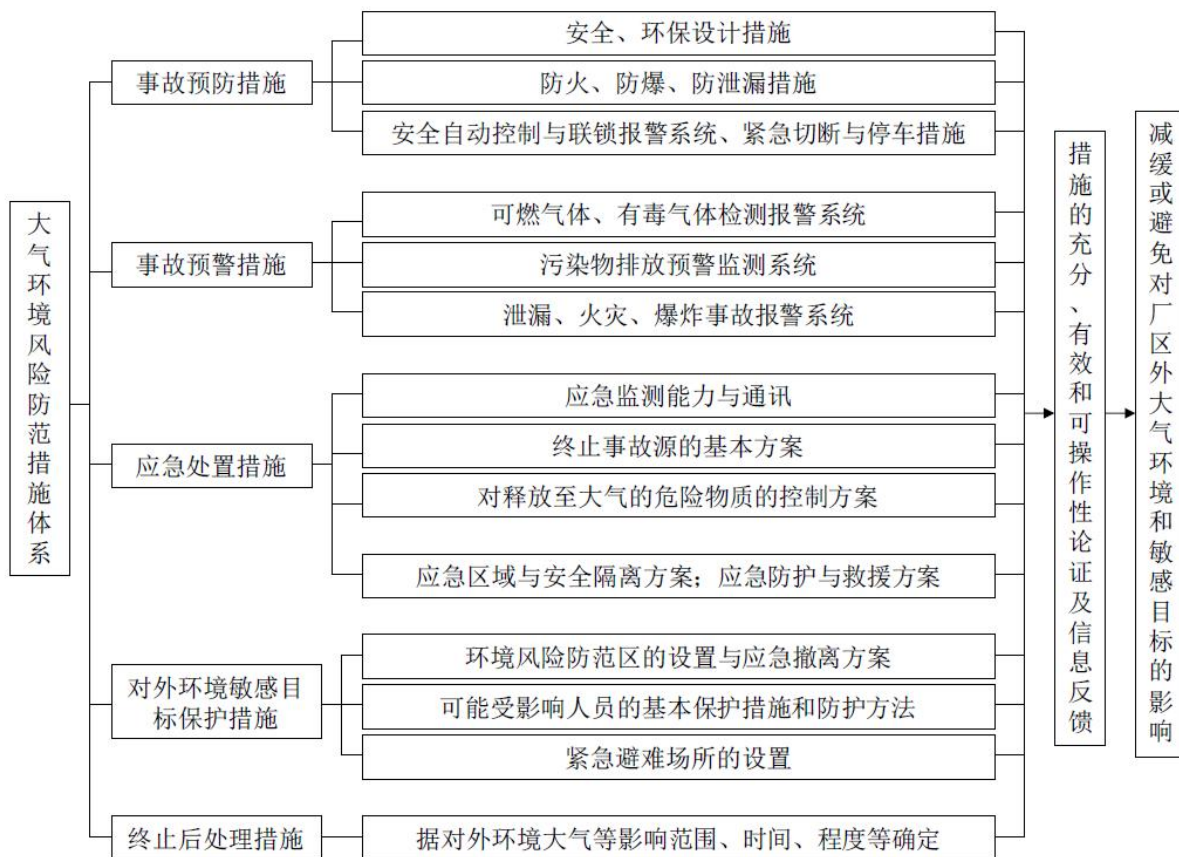 大气环境风险防范措施体系
事故预防措施
安全、环保设计措施
防火、防爆、防泄漏措施
安全自动控制与联锁报警系统、紧急切断与停车措施
事故预警措施
可燃气体、有毒气体检测报警系统
污染物排放预警监测系统
泄漏、火灾、爆炸事故报警系统
应急处置措施
应急监测能力与通讯
终止事故源的基本方案
对释放至大气的危险物质的控制方案
应急区域与安全隔离方案；应急防护与救援方案
对外环境敏感目
标保护措施
环境风险防范区的设置与应急撤离方案
可能受影响人员的基本保护措施和防护方法
紧急避难场所的设置
终止后处理措施
据对外环境大气等影响范围、时间、程度等确定
措施的充分、有效和可操作性论证及信息反馈
减缓或避免对厂区外大气环境和敏感目标的影响